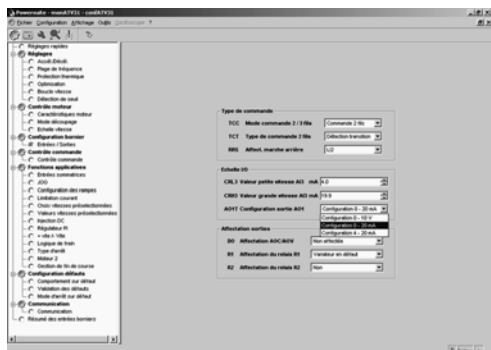 Powersuite - monATV31 - confATV31
Fichier Configuration Affichage Outils Oscilloscope ?
Réglages rapides
Réglages
Accél./Décél.
Plage de fréquence
Protection thermique
Optimisation
Boucle vitesse
Détection de seuil
Contrôle moteur
Caractéristiques moteur
Mode découpage
Echelle vitesse
Configuration bornier
Entrées / Sorties
Contrôle commande
Contrôle commande
Fonctions applicatives
Entrées sommatrices
JOG
Configuration des rampes
Limitation courant
Choix vitesses présélectionnées
Valeurs vitesses présélectionnées
Injection DC
Régulateur PI
+ vite /- Vite
Logique de frein
Type d'arrêt
Moteur 2
Gestion de fin de course
Configuration défauts
Comportement sur défaut
Validation des défauts
Mode d'arrêt sur défaut
Communication
Communication
Résumé des entrées borniers
Type de commande
TCC Mode commande 2 / 3 fils Commande 2 fils
TCT Type de commande 2 fils Détection transition
RRS Affect. marche arrière LI2
Echelle I/O
CRL3 Valeur petite vitesse AI3 mA 4.0
CRH3 Valeur grande vitesse AI3 mA 19.9
AO1T Configuration sortie AO1 Configuration 0 - 20 mA
Configuration 0 - 10 V
Configuration 0 - 20 mA
Configuration 4 - 20 mA
Affectation sorties
DO Affectation AOC/AOV Non affectée
R1 Affectation du relais R1 Variateur en défaut
R2 Affectation du relais R2 Non